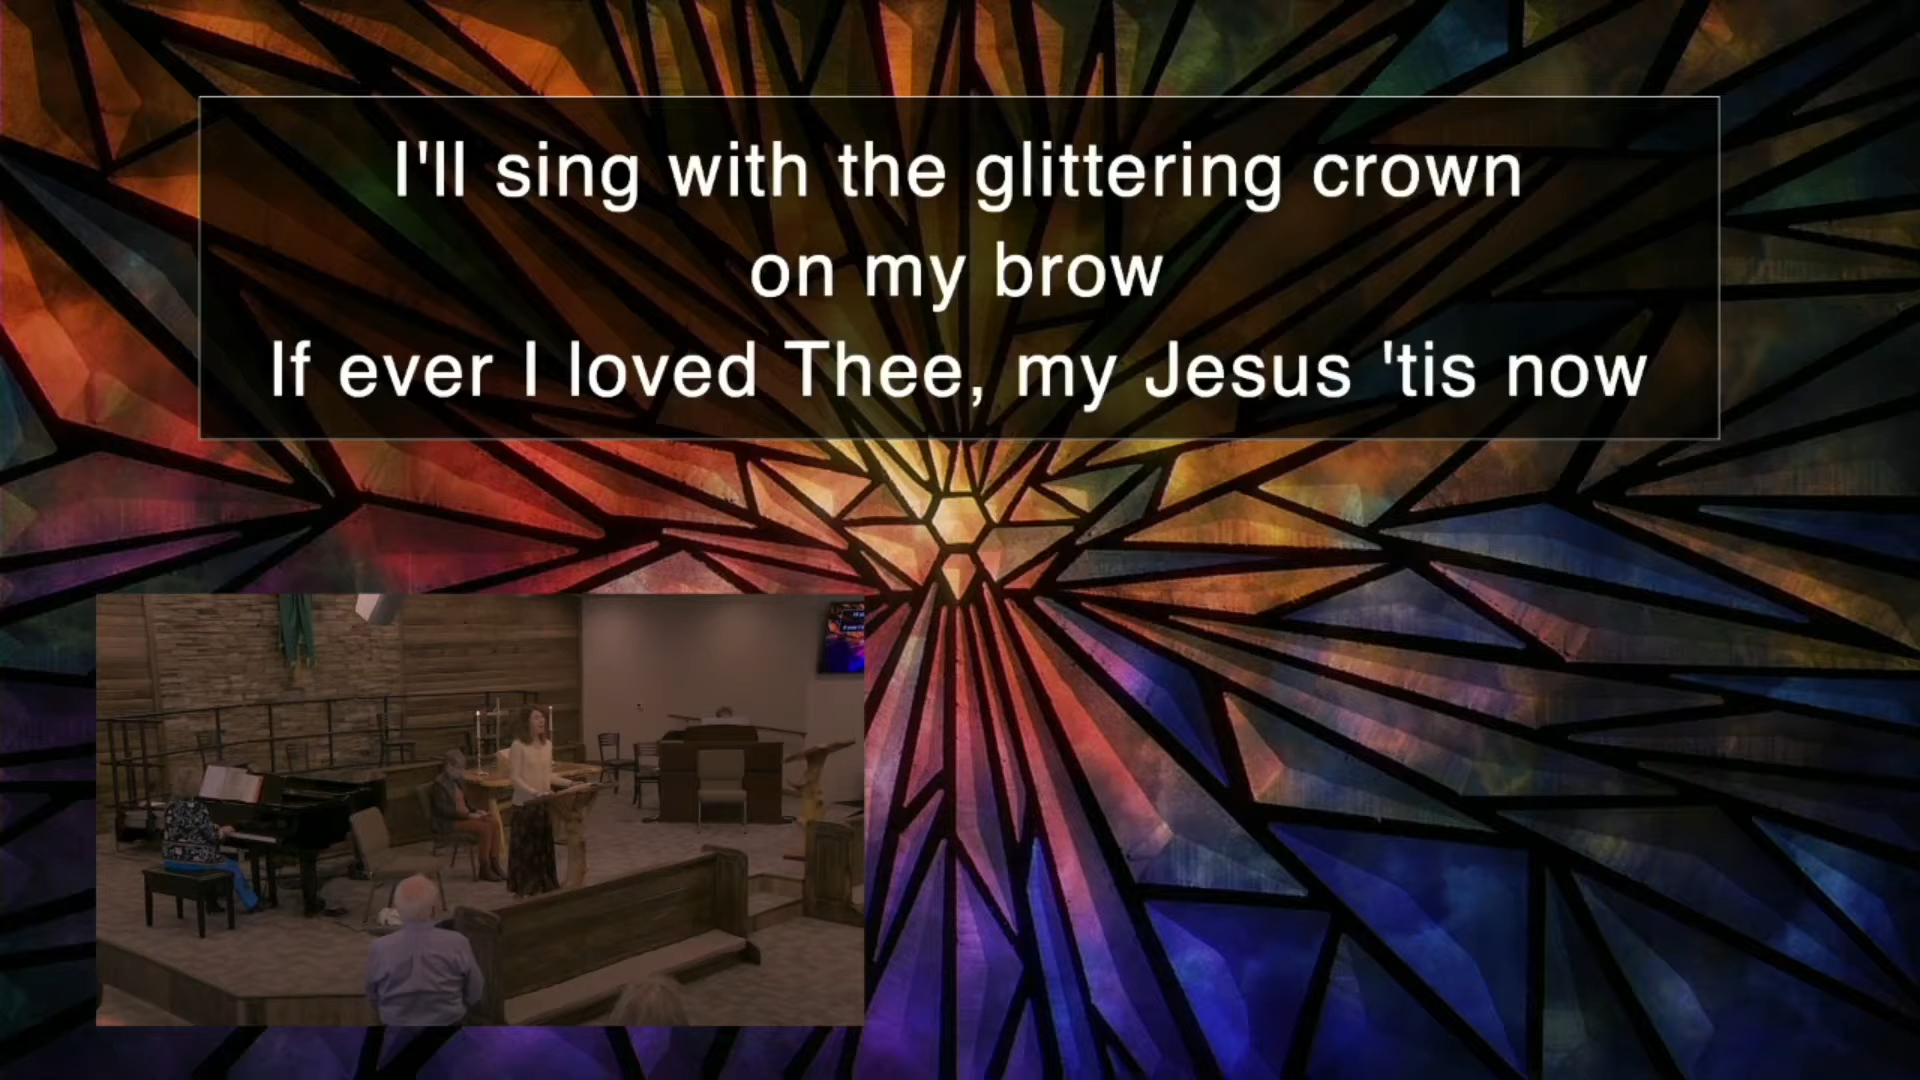 I'll sing with the glittering crown
on my brow
If ever I loved Thee, my Jesus 'tis now